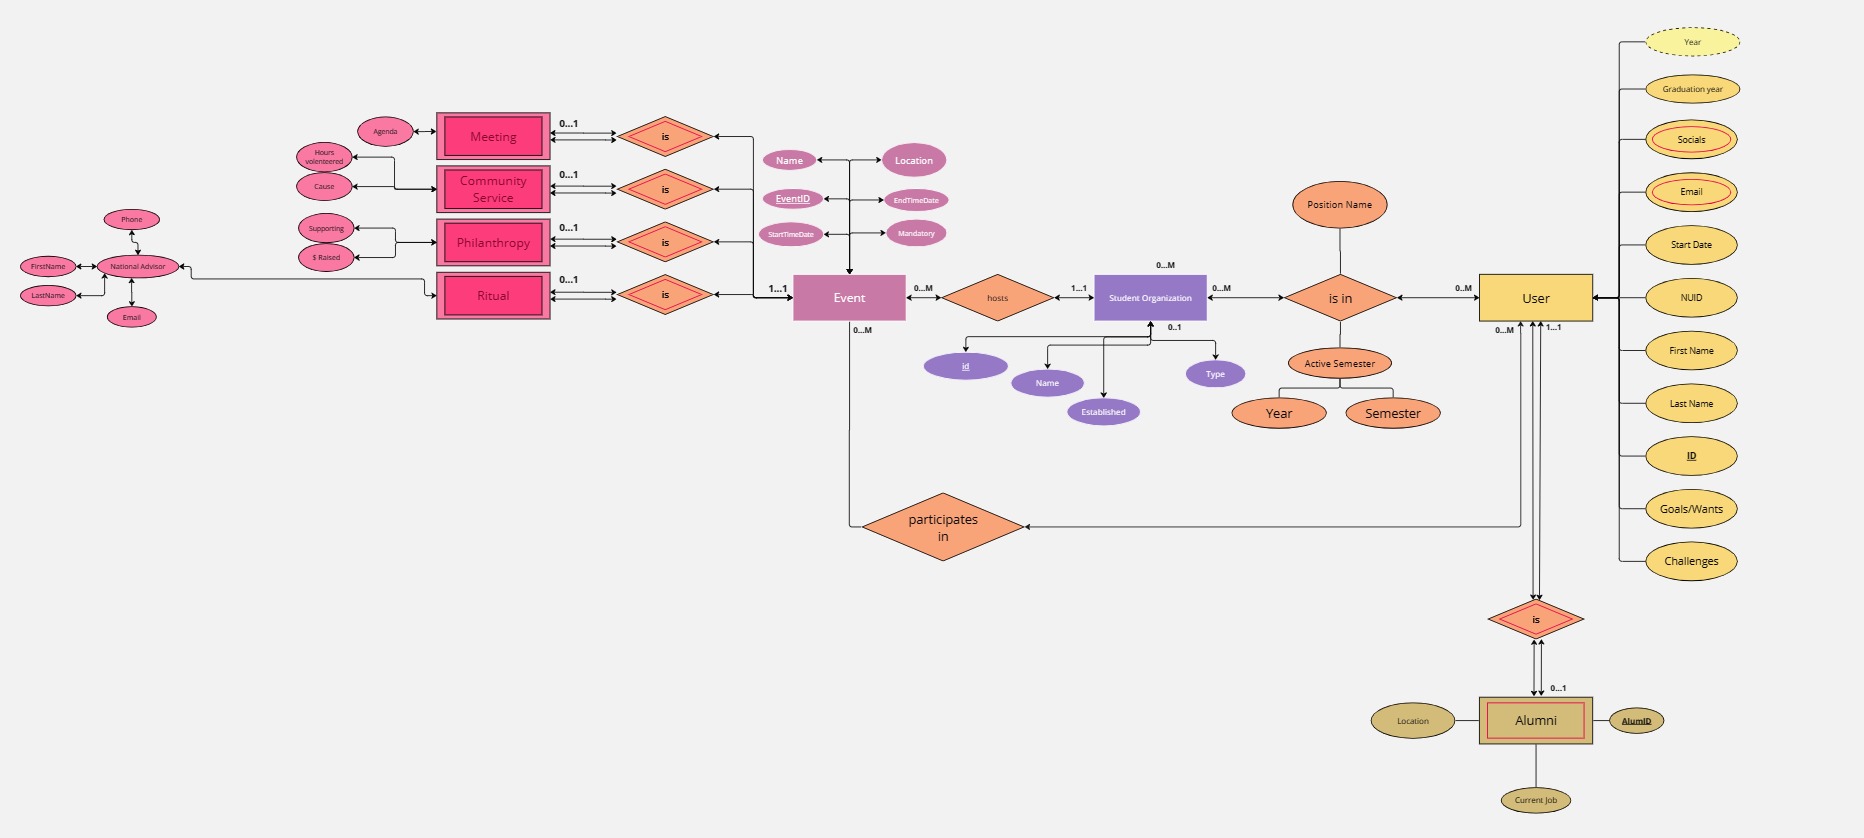 Year
Graduation year
Socials
Email
Start Date
NUID
First Name
Last Name
ID
Goals/Wants
Challenges
Agenda
Meeting
0...1
is
Hours
volenteered
Cause
Community
Service
0...1
is
Supporting
$ Raised
Philanthropy
0...1
is
Phone
FirstName
National Advisor
LastName
Email
Ritual
0...1
is
Name
Location
EventID
EndTimeDate
StartTimeDate
Mandatory
1...1
Event
0...M
0...M
hosts
1...1
0...M
Student Organization
0...M
0..1
id
Name
Established
Type
Position Name
is in
Active Semester
Year
Semester
0..M
User
0...M
1...1
participates
in
is
0...1
Location
Alumni
AlumID
Current Job